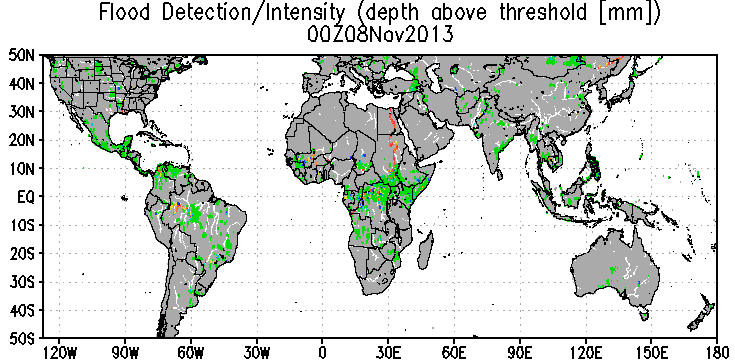 Flood Detection/Intensity (depth above threshold [mm])
00Z08Nov2013
50N
40N
30N
20N
10N
EQ
10S
20S
30S
40S
50S
120W 90W 60W 30W 0 30E 60E 90E 120E 150E 180